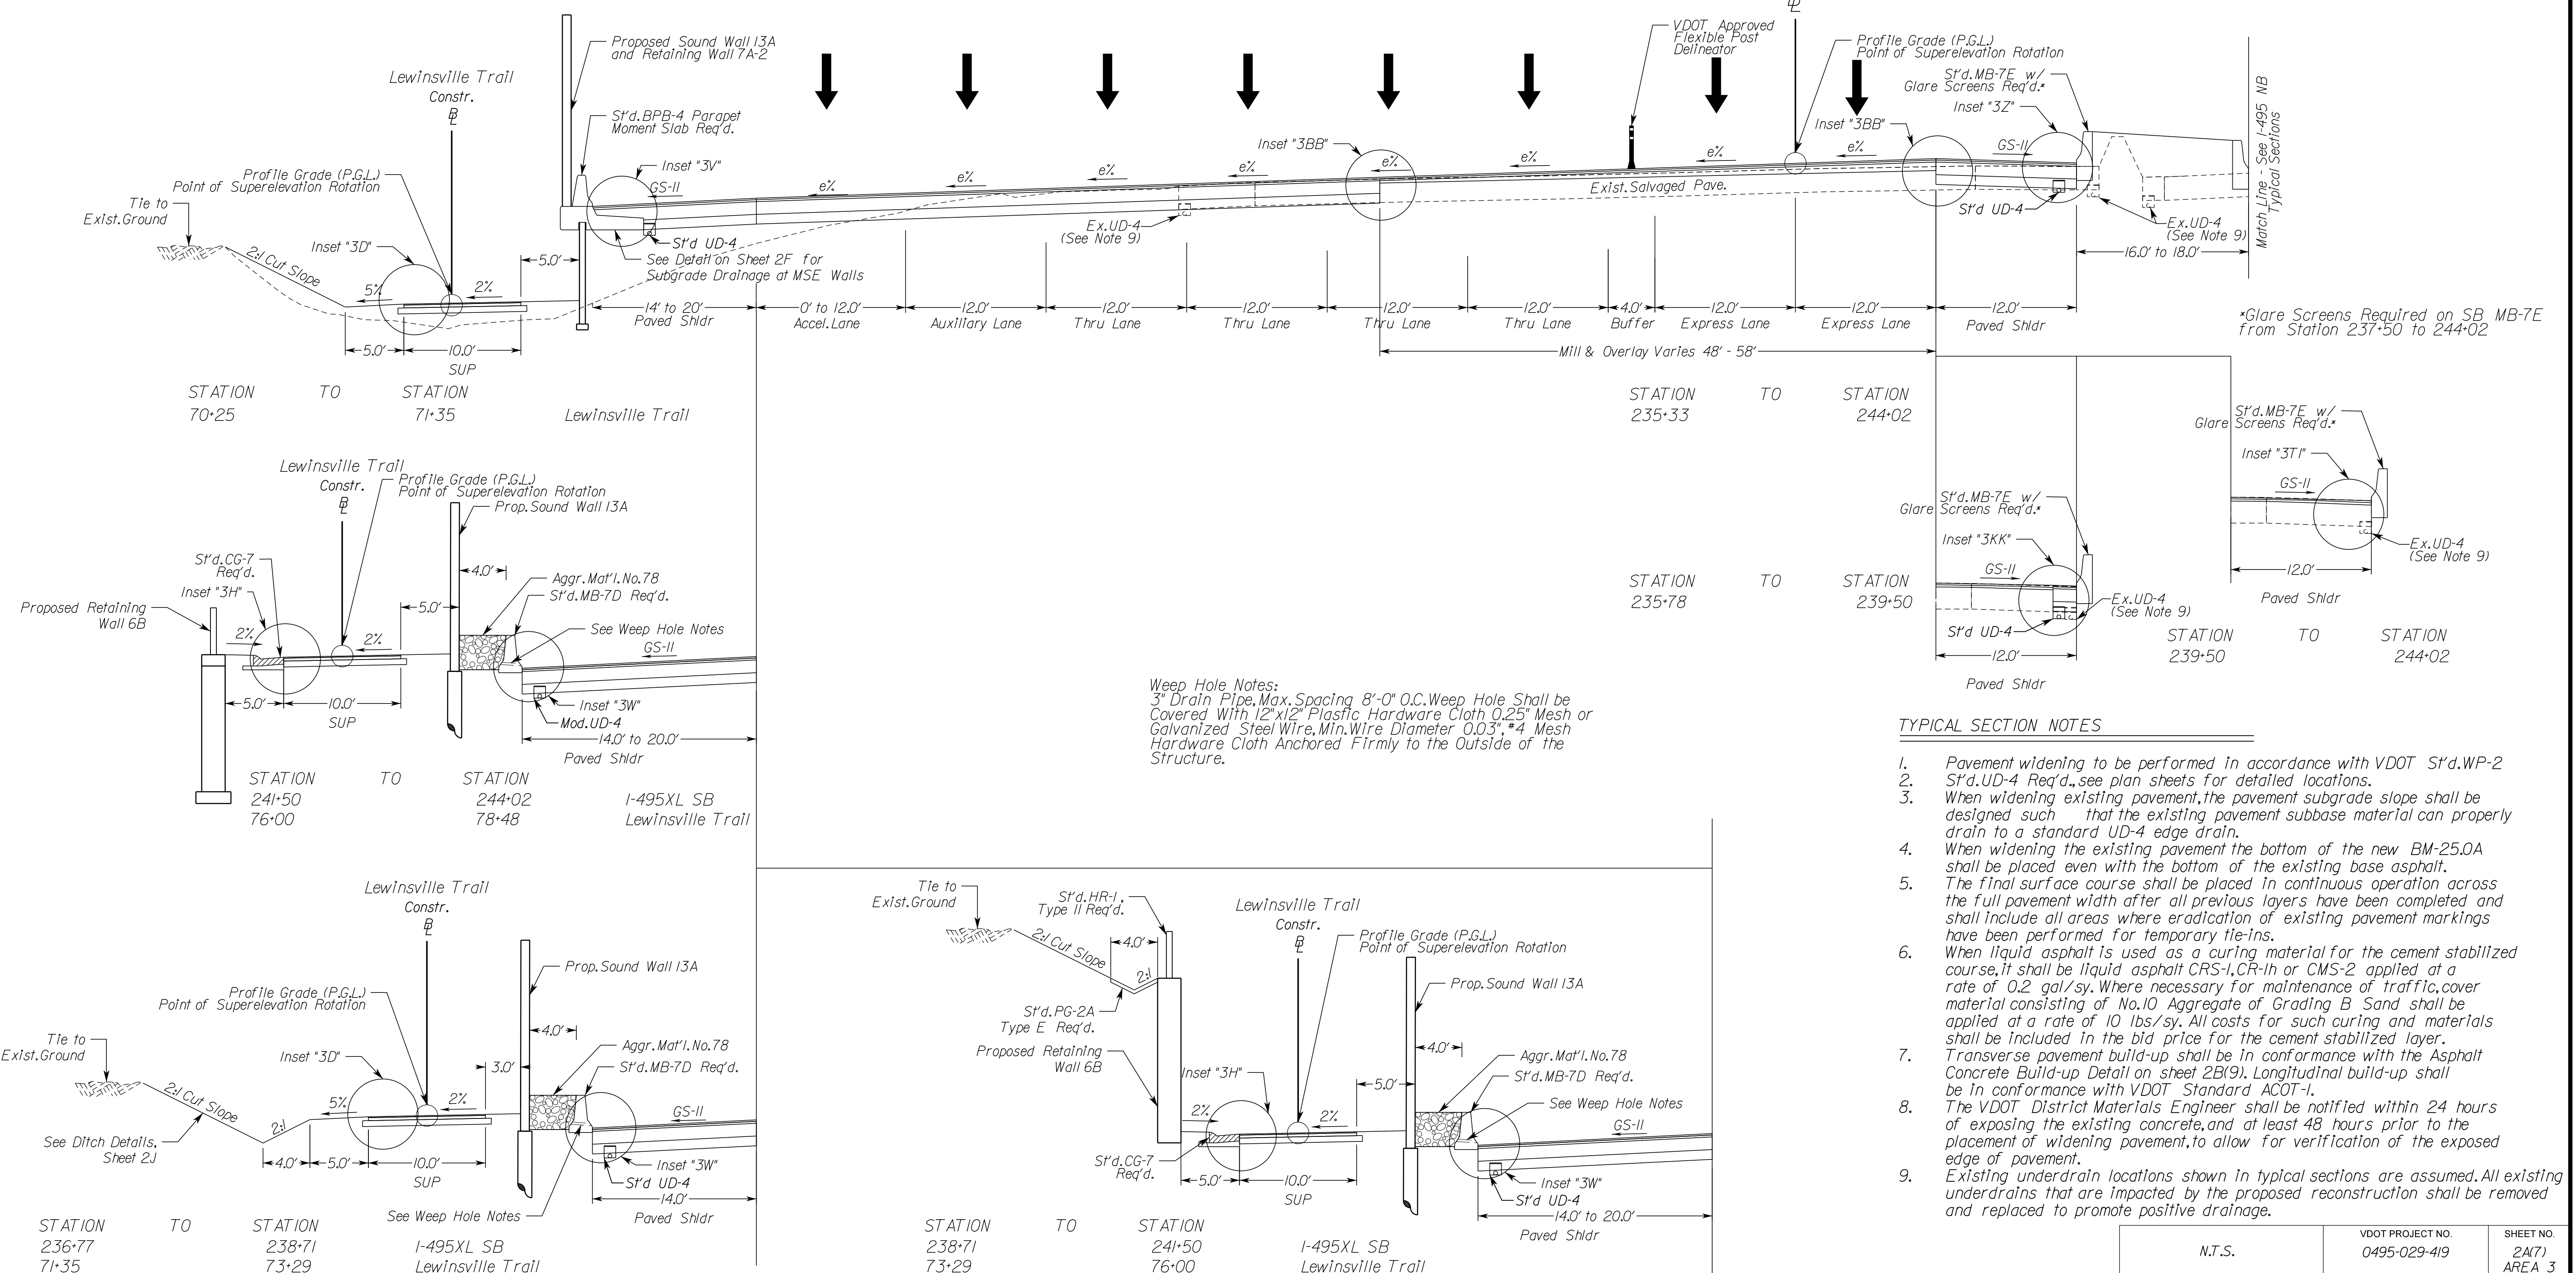 Lewinsville Trail
Constr.
Profile Grade (P.G.L.)
Point of Superelevation Rotation
Tie to
Exist. Ground
2:1 Cut Slope
Inset "3D"
5%
2%
5.0'
5.0'
10.0'
SUP
STATION TO STATION
70+25 71+35 Lewinsville Trail
Proposed Sound Wall 13A
and Retaining Wall 7A-2
St'd. BPB-4 Parapet
Moment Slab Req'd.
Inset "3V"
GS-11
St'd UD-4
See Detail on Sheet 2F for
Subgrade Drainage at MSE Walls
e% e% e% e% e% e% e% e%
Ex. UD-4
(See Note 9)
Inset "3BB"
Exist. Salvaged Pave.
VDOT Approved
Flexible Post
Delineator
Profile Grade (P.G.L.)
Point of Superelevation Rotation
Inset "3BB"
St'd. MB-7E w/
Glare Screens Req'd.*
Inset "3Z"
GS-11
St'd UD-4
Ex. UD-4
(See Note 9)
16.0' to 18.0'
Match Line - See I-495 NB
Typical Sections
14' to 20' 0' to 12.0' 12.0' 12.0' 12.0' 12.0' 12.0' 4.0' 12.0' 12.0' 12.0'
Paved Shldr Accel. Lane Auxiliary Lane Thru Lane Thru Lane Thru Lane Thru Lane Buffer Express Lane Express Lane Paved Shldr
Mill & Overlay Varies 48' - 58'
*Glare Screens Required on SB MB-7E
from Station 237+50 to 244+02
STATION TO STATION
235+33 244+02
Lewinsville Trail
Constr.
Profile Grade (P.G.L.)
Point of Superelevation Rotation
Prop. Sound Wall 13A
St'd. CG-7
Req'd.
Inset "3H"
Proposed Retaining
Wall 6B
2%
2%
5.0'
4.0'
Aggr. Mat'l. No. 78
St'd. MB-7D Req'd.
See Weep Hole Notes
GS-11
Inset "3W"
Mod. UD-4
5.0' 10.0'
SUP
14.0' to 20.0'
Paved Shldr
STATION TO STATION
241+50 244+02 I-495XL SB
76+00 78+48 Lewinsville Trail
STATION TO STATION
235+78 239+50
St'd. MB-7E w/
Glare Screens Req'd.*
Inset "3KK"
GS-11
Ex. UD-4
(See Note 9)
St'd UD-4
12.0'
Paved Shldr
St'd. MB-7E w/
Glare Screens Req'd.*
Inset "3T1"
GS-11
Ex. UD-4
(See Note 9)
12.0'
Paved Shldr
STATION TO STATION
239+50 244+02
Weep Hole Notes:
3" Drain Pipe, Max. Spacing 8'-0" O.C. Weep Hole Shall be
Covered With 12"x12" Plastic Hardware Cloth 0.25" Mesh or
Galvanized Steel Wire, Min. Wire Diameter 0.03", #4 Mesh
Hardware Cloth Anchored Firmly to the Outside of the
Structure.
Lewinsville Trail
Constr.
Prop. Sound Wall 13A
Profile Grade (P.G.L.)
Point of Superelevation Rotation
Tie to
Exist. Ground
Inset "3D"
2:1 Cut Slope
2:1
5%
2%
3.0'
4.0'
Aggr. Mat'l. No. 78
St'd. MB-7D Req'd.
GS-11
See Ditch Details,
Sheet 2J
4.0' 5.0' 10.0'
SUP
Inset "3W"
St'd UD-4
14.0'
Paved Shldr
See Weep Hole Notes
STATION TO STATION
236+77 238+71 I-495XL SB
71+35 73+29 Lewinsville Trail
Tie to
Exist. Ground
St'd. HR-1,
Type II Req'd.
Lewinsville Trail
Constr.
Profile Grade (P.G.L.)
Point of Superelevation Rotation
4.0'
2:1 Cut Slope
2:1
Prop. Sound Wall 13A
St'd. PG-2A
Type E Req'd.
Proposed Retaining
Wall 6B
Inset "3H"
4.0'
Aggr. Mat'l. No. 78
St'd. MB-7D Req'd.
5.0'
See Weep Hole Notes
2%
2%
GS-11
St'd. CG-7
Req'd.
5.0' 10.0'
SUP
Inset "3W"
St'd UD-4
14.0' to 20.0'
Paved Shldr
STATION TO STATION
238+71 241+50 I-495XL SB
73+29 76+00 Lewinsville Trail
TYPICAL SECTION NOTES
1. Pavement widening to be performed in accordance with VDOT St'd. WP-2
2. St'd. UD-4 Req'd., see plan sheets for detailed locations.
3. When widening existing pavement, the pavement subgrade slope shall be
designed such that the existing pavement subbase material can properly
drain to a standard UD-4 edge drain.
4. When widening the existing pavement the bottom of the new BM-25.0A
shall be placed even with the bottom of the existing base asphalt.
5. The final surface course shall be placed in continuous operation across
the full pavement width after all previous layers have been completed and
shall include all areas where eradication of existing pavement markings
have been performed for temporary tie-ins.
6. When liquid asphalt is used as a curing material for the cement stabilized
course, it shall be liquid asphalt CRS-1, CR-1h or CMS-2 applied at a
rate of 0.2 gal/sy. Where necessary for maintenance of traffic, cover
material consisting of No. 10 Aggregate of Grading B Sand shall be
applied at a rate of 10 lbs/sy. All costs for such curing and materials
shall be included in the bid price for the cement stabilized layer.
7. Transverse pavement build-up shall be in conformance with the Asphalt
Concrete Build-up Detail on sheet 2B(9). Longitudinal build-up shall
be in conformance with VDOT Standard ACOT-1.
8. The VDOT District Materials Engineer shall be notified within 24 hours
of exposing the existing concrete, and at least 48 hours prior to the
placement of widening pavement, to allow for verification of the exposed
edge of pavement.
9. Existing underdrain locations shown in typical sections are assumed. All existing
underdrains that are impacted by the proposed reconstruction shall be removed
and replaced to promote positive drainage.
N.T.S.
VDOT PROJECT NO.
0495-029-419
SHEET NO.
2A(7)
AREA 3